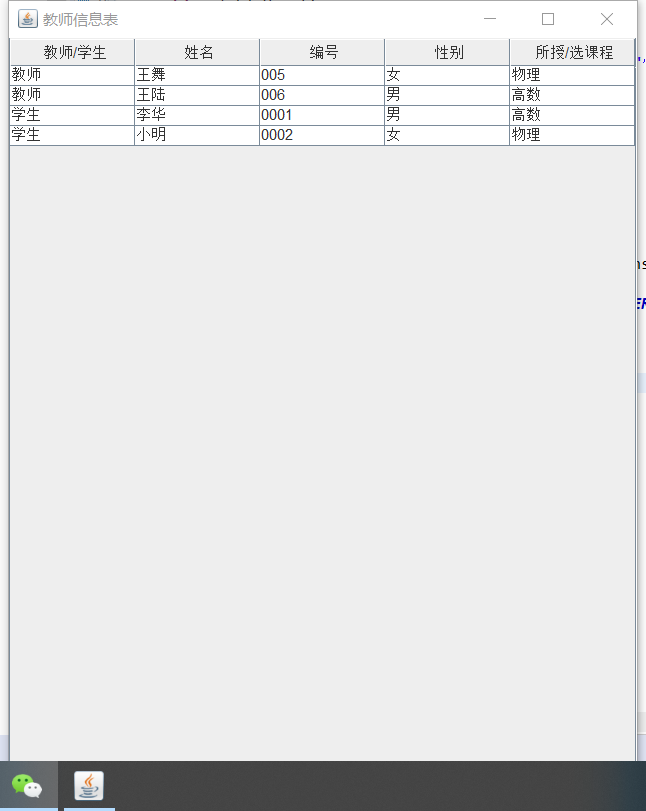 教师信息表
教师/学生 姓名 编号 性别 所授/选课程
教师 王舞 005 女 物理
教师 王陆 006 男 高数
学生 李华 0001 男 高数
学生 小明 0002 女 物理